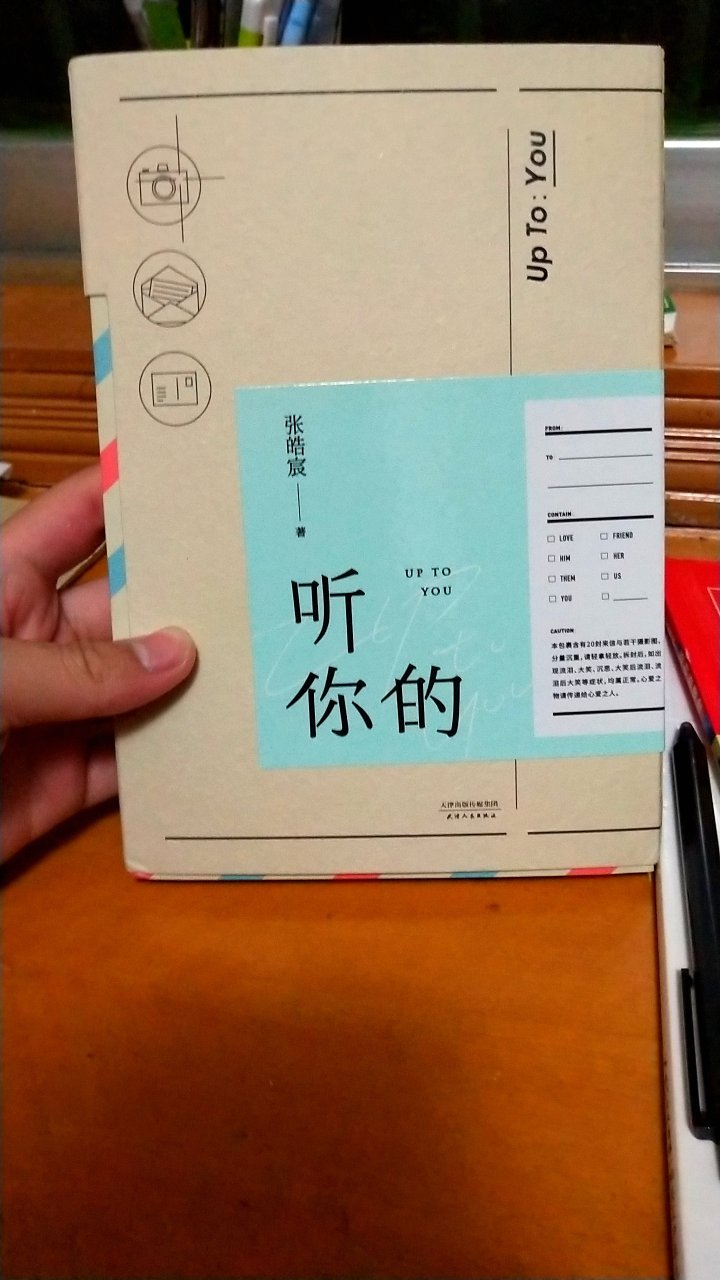 Up To : You
张皓宸
著
UP TO
YOU
听
你的
FROM:
TO
CONTAIN:
LOVE
FRIEND
HIM
HER
THEM
US
YOU
CAUTION
本包裹含有20封来信与若干摄影图,
分量沉重,请轻拿轻放。拆封后,如出
现流泪、大笑、沉思、大笑后流泪、流
泪后大笑等症状,均属正常。心爱之
物请传递给心爱之人。
天津出版传媒集团
天津人民出版社